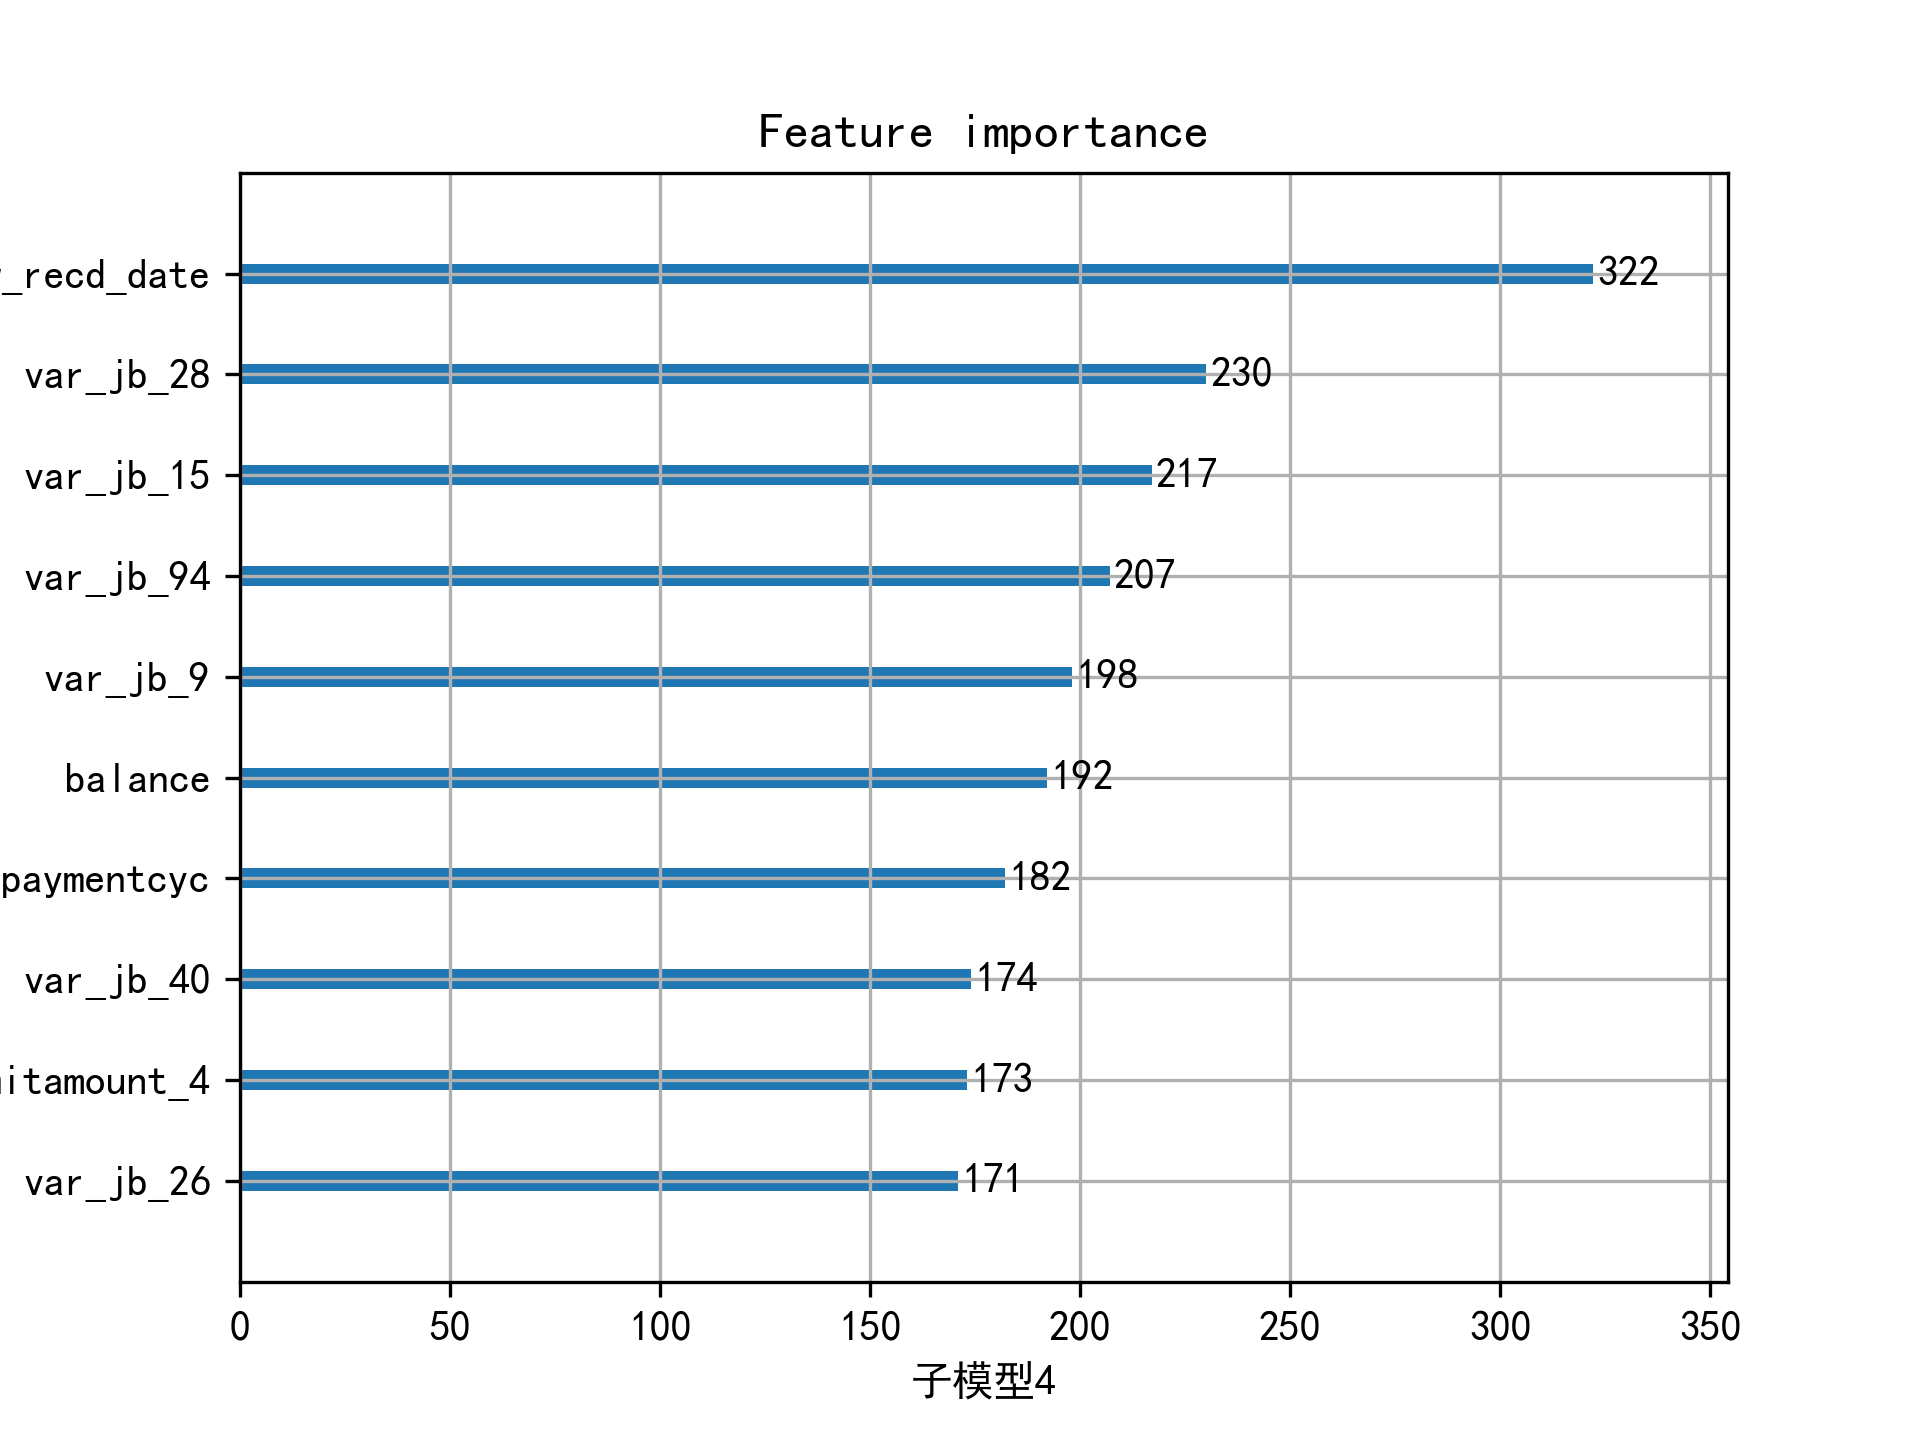 Feature importance
_recd_date 322
var_jb_28 230
var_jb_15 217
var_jb_94 207
var_jb_9 198
balance 192
paymentcyc 182
var_jb_40 174
itamount_4 173
var_jb_26 171
0 50 100 150 200 250 300 350
子模型4